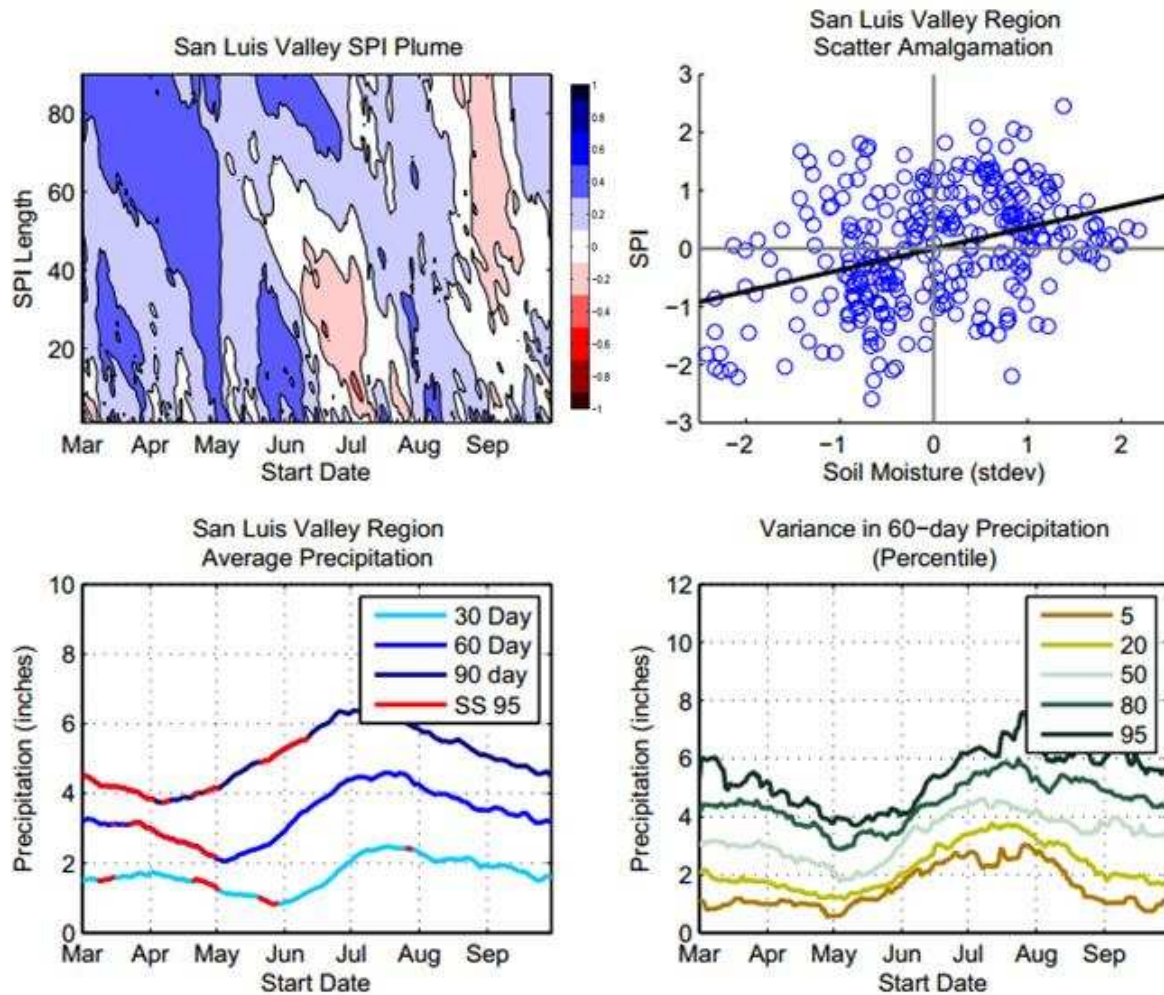 San Luis Valley SPI Plume
SPI Length
80
60
40
20
Mar Apr May Jun Jul Aug Sep
Start Date
1
0.8
0.6
0.4
0.2
0
−0.2
−0.4
−0.6
−0.8
−1
San Luis Valley Region
Scatter Amalgamation
SPI
3
2
1
0
−1
−2
−3
−2 −1 0 1 2
Soil Moisture (stdev)
San Luis Valley Region
Average Precipitation
Precipitation (inches)
10
8
6
4
2
0
30 Day
60 Day
90 day
SS 95
Mar Apr May Jun Jul Aug Sep
Start Date
Variance in 60−day Precipitation
(Percentile)
Precipitation (inches)
12
10
8
6
4
2
0
5
20
50
80
95
Mar Apr May Jun Jul Aug Sep
Start Date